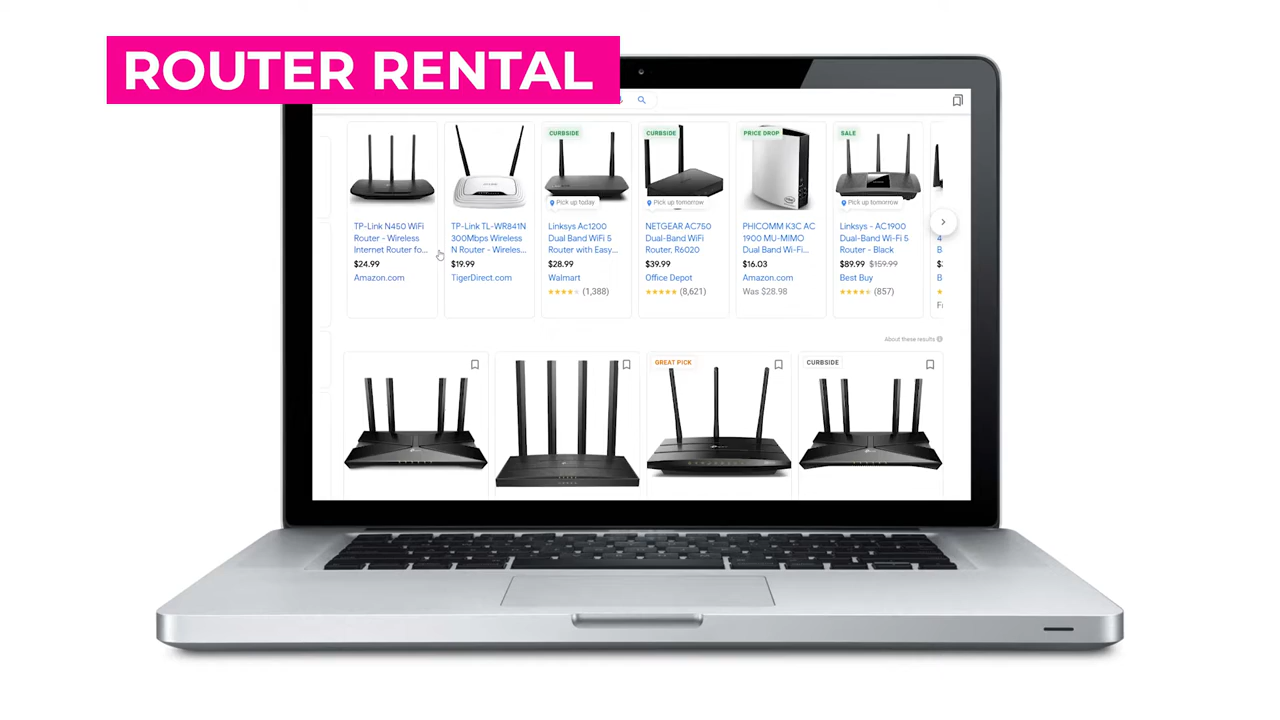 ROUTER RENTAL
CURBSIDE
CURBSIDE
PRICE DROP
SALE
Pick up today
Pick up tomorrow
Pick up tomorrow
TP-Link N450 WiFi
Router - Wireless
Internet Router fo...
$24.99
Amazon.com
TP-Link TL-WR841N
300Mbps Wireless
N Router - Wireles...
$19.99
TigerDirect.com
Linksys Ac1200
Dual Band WiFi 5
Router with Easy...
$28.99
Walmart
(1,388)
NETGEAR AC750
Dual-Band WiFi
Router, R6020
$39.99
Office Depot
(8,621)
PHICOMM K3C AC
1900 MU-MIMO
Dual Band Wi-Fi...
$16.03
Amazon.com
Was $28.98
Linksys - AC1900
Dual-Band Wi-Fi 5
Router - Black
$89.99 $159.99
Best Buy
(857)
About these results
GREAT PICK
CURBSIDE